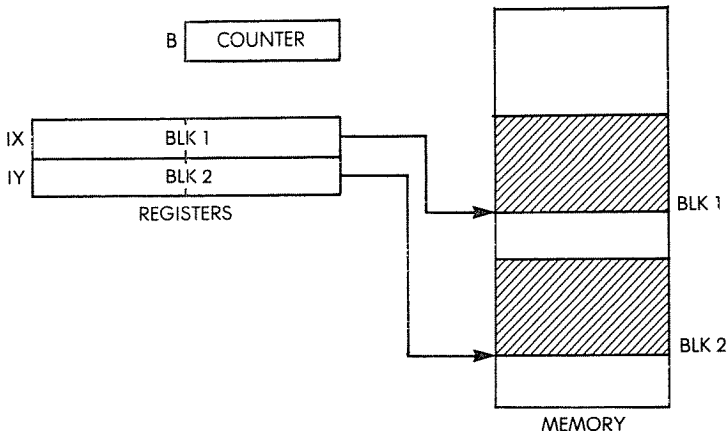 B COUNTER
IX BLK 1
IY BLK 2
REGISTERS
BLK 1
BLK 2
MEMORY